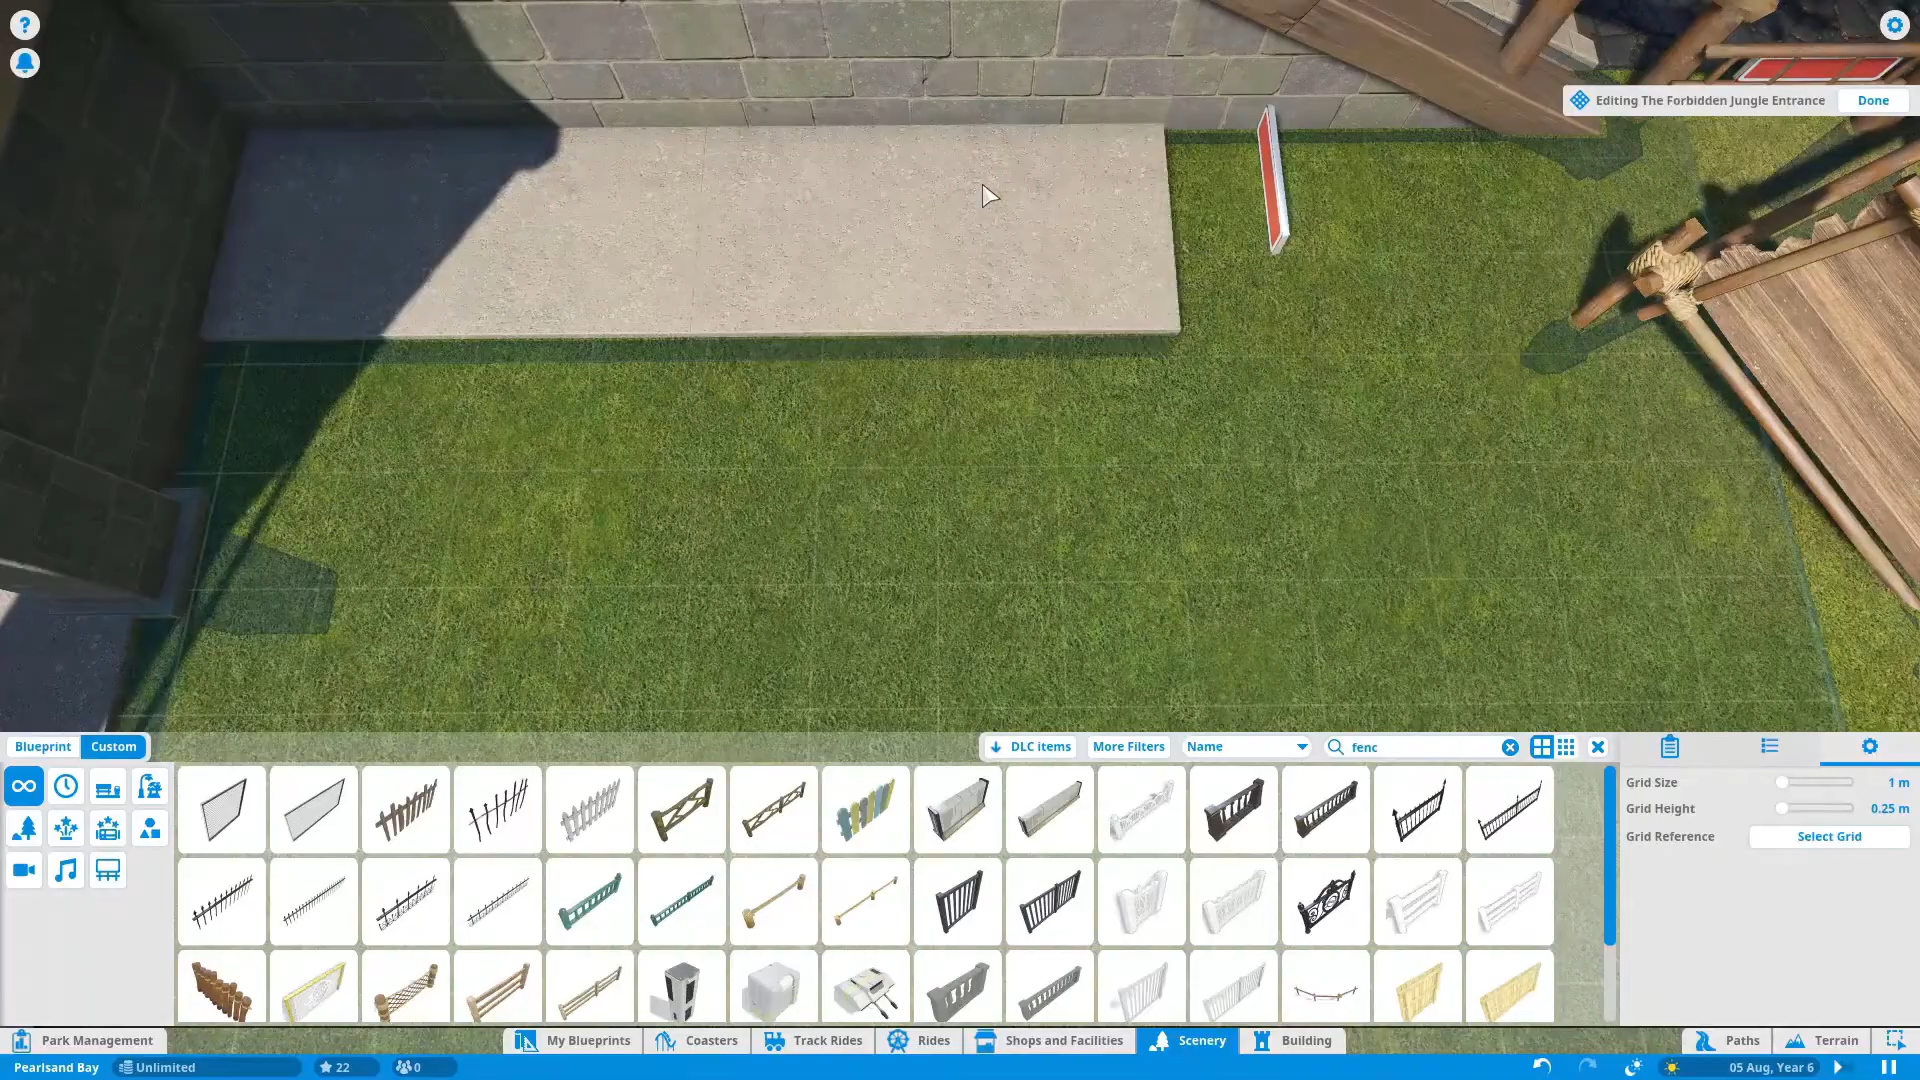 ?
Editing The Forbidden Jungle Entrance
Done
Blueprint
Custom
DLC items
More Filters
Name
fenc
Grid Size
1 m
Grid Height
0.25 m
Grid Reference
Select Grid
Park Management
My Blueprints
Coasters
Track Rides
Rides
Shops and Facilities
Scenery
Building
Paths
Terrain
Pearlsand Bay
Unlimited
22
0
05 Aug, Year 6